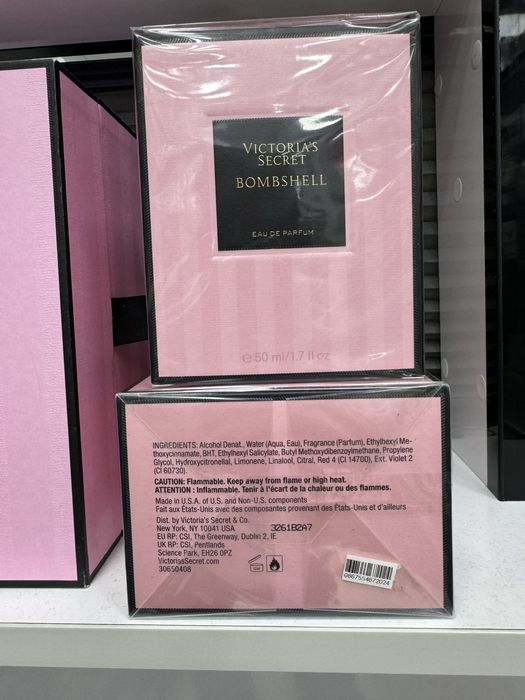 VICTORIA'S
SECRET
BOMBSHELL
EAU DE PARFUM
℮ 50 ml/1.7 fl oz
INGREDIENTS: Alcohol Denat., Water (Aqua, Eau), Fragrance (Parfum), Ethylhexyl Me-
thoxycinnamate, BHT, Ethylhexyl Salicylate, Butyl Methoxydibenzoylmethane, Propylene
Glycol, Hydroxycitronellal, Limonene, Linalool, Citral, Red 4 (CI 14700), Ext. Violet 2
(CI 60730).
CAUTION: Flammable. Keep away from flame or high heat.
ATTENTION : Inflammable. Tenir à l'écart de la chaleur ou des flammes.
Made in U.S.A. of U.S. and Non-U.S. components
Fait aux États-Unis avec des composantes provenant des États-Unis et d'ailleurs
Dist. by Victoria's Secret & Co.
New York, NY 10041 USA 3261B2A7
EU RP: CSI, The Greenway, Dublin 2, IE
UK RP: CSI, Pentlands
Science Park, EH26 0PZ
VictoriasSecret.com
30650408
0667554672024